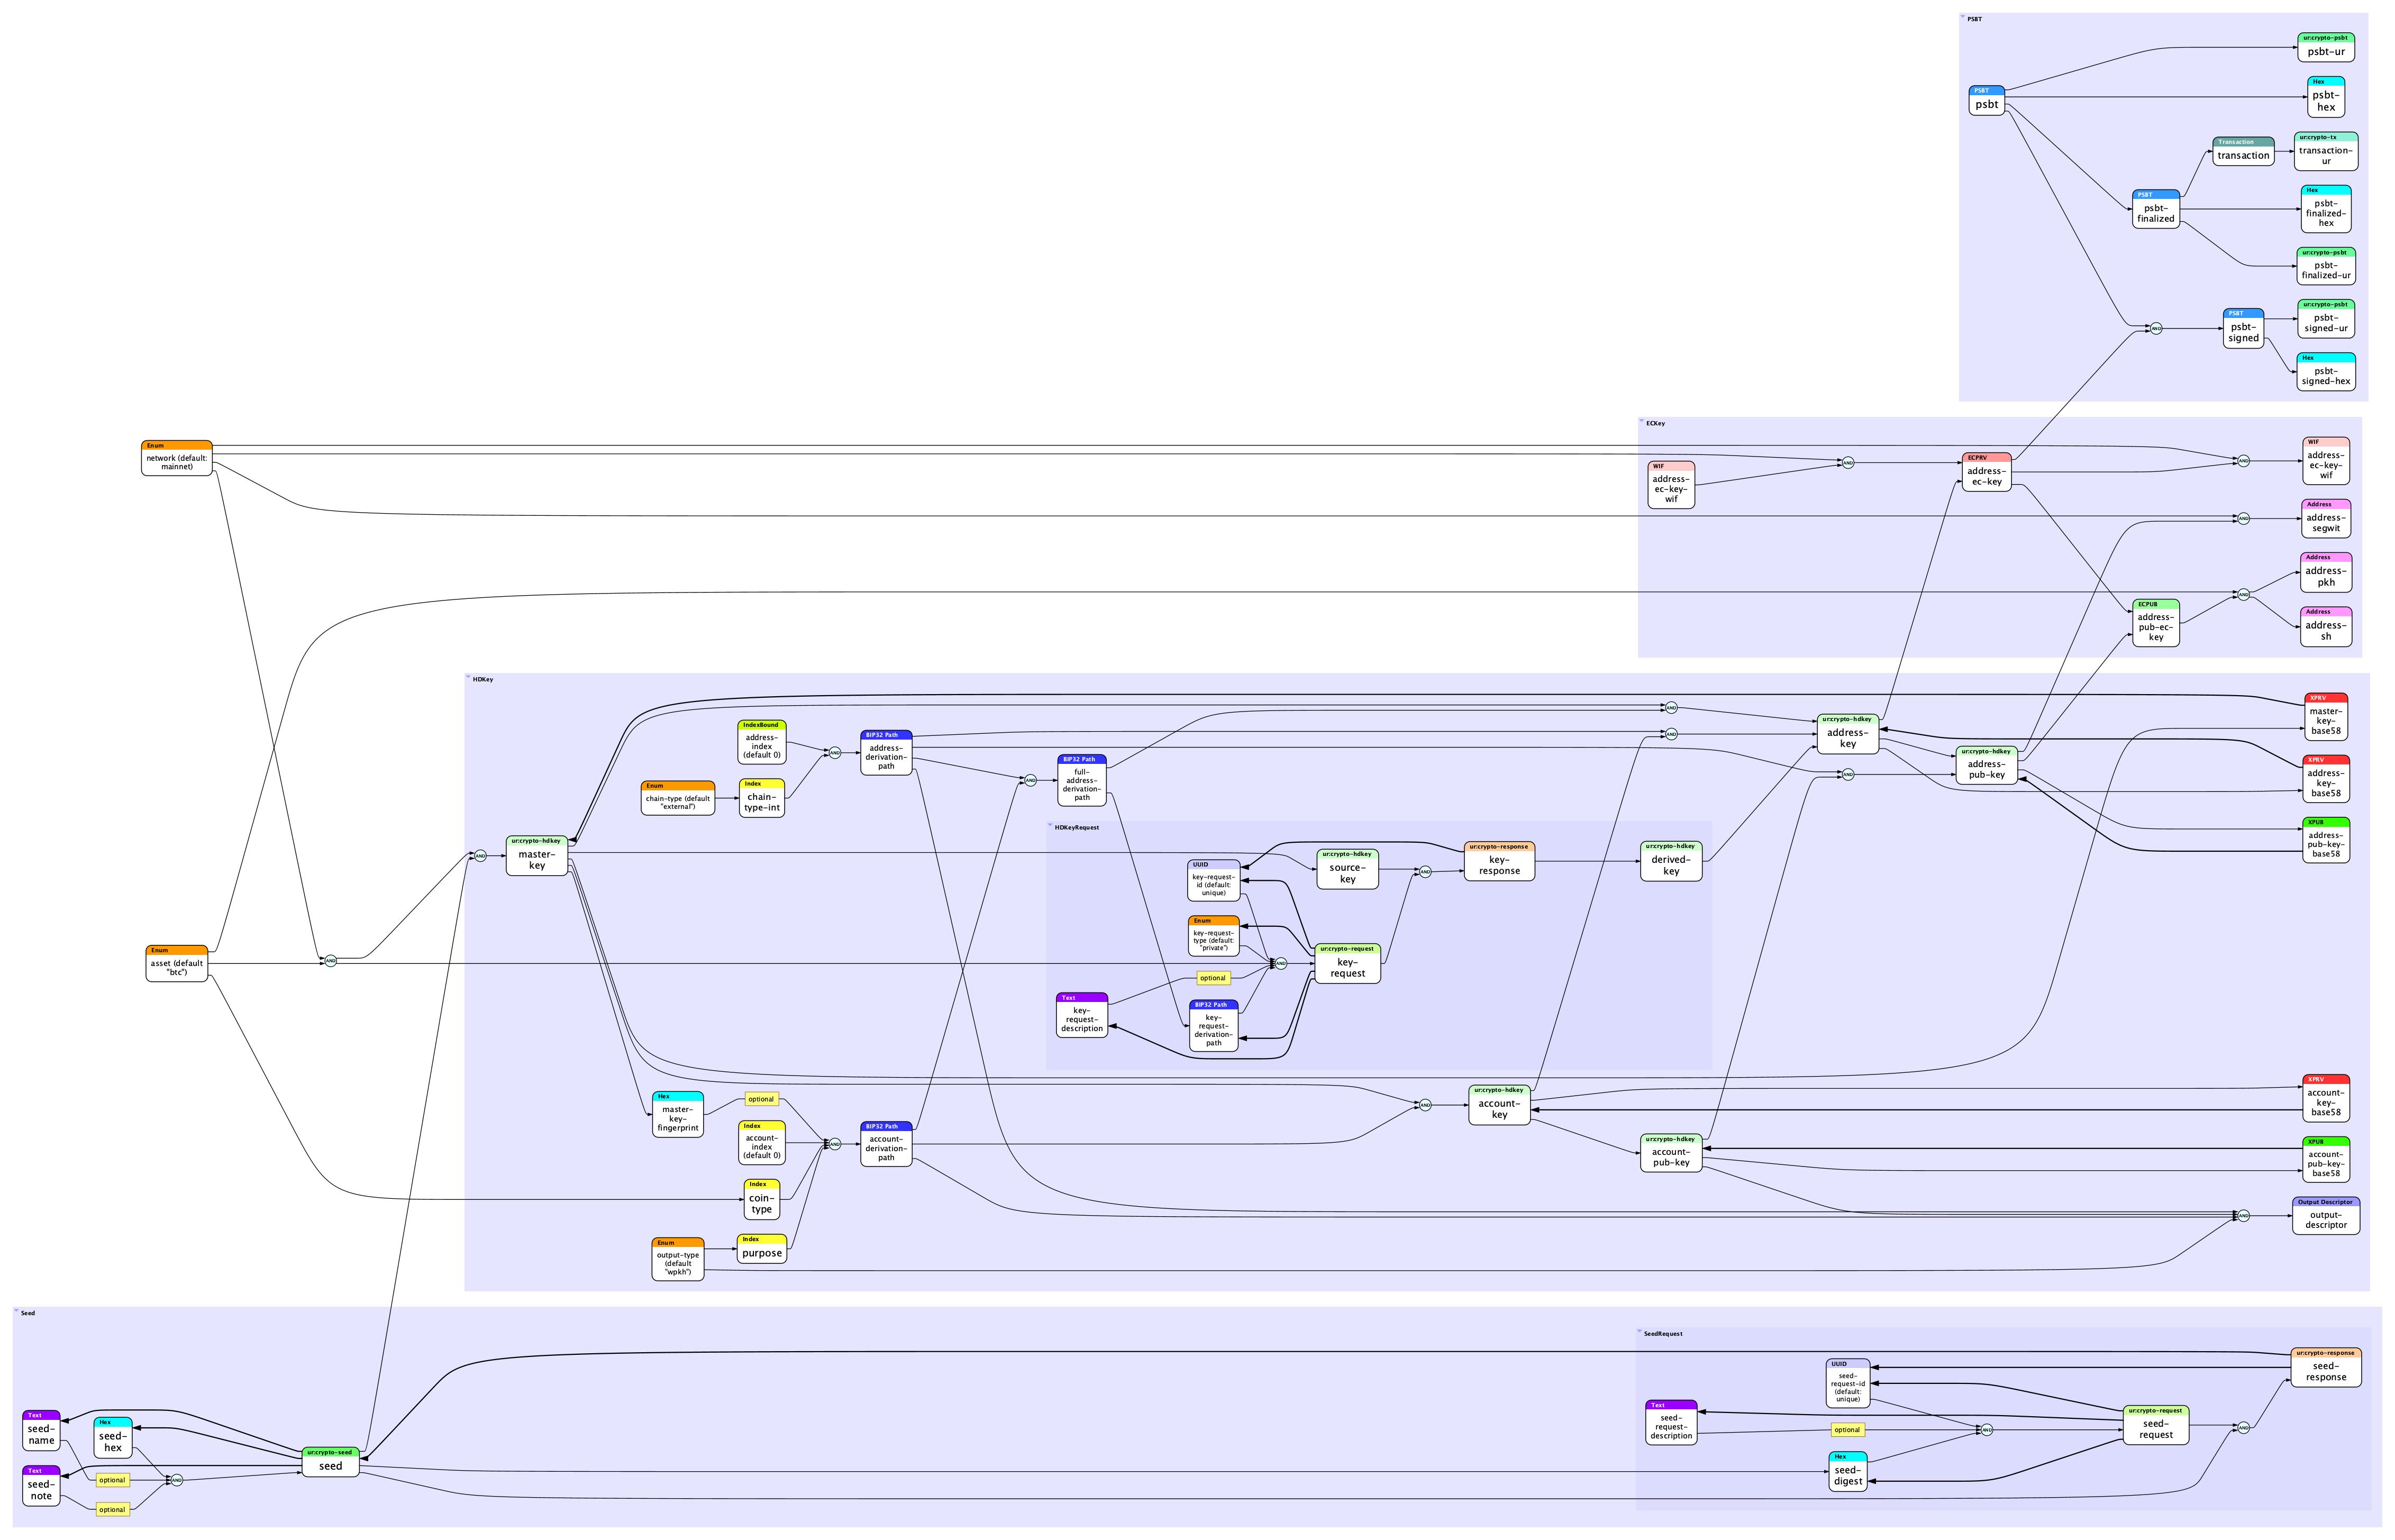 PSBT
ur:crypto-psbt
psbt-ur
Hex
psbt-
hex
PSBT
psbt
Transaction
transaction
ur:crypto-tx
transaction-
ur
PSBT
psbt-
finalized
Hex
psbt-
finalized-
hex
ur:crypto-psbt
psbt-
finalized-ur
ur:crypto-psbt
psbt-
signed-ur
AND
PSBT
psbt-
signed
Hex
psbt-
signed-hex
ECKey
Enum
network (default:
mainnet)
WIF
address-
ec-key-
wif
AND
ECPRV
address-
ec-key
AND
WIF
address-
ec-key-
wif
AND
Address
address-
segwit
Address
address-
pkh
AND
ECPUB
address-
pub-ec-
key
Address
address-
sh
HDKey
IndexBound
address-
index
(default 0)
AND
BIP32 Path
address-
derivation-
path
AND
BIP32 Path
full-
address-
derivation-
path
AND
AND
AND
ur:crypto-hdkey
address-
key
ur:crypto-hdkey
address-
pub-key
XPRV
master-
key-
base58
XPRV
address-
key-
base58
XPUB
address-
pub-key-
base58
Enum
chain-type (default
"external")
Index
chain-
type-int
AND
ur:crypto-hdkey
master-
key
HDKeyRequest
UUID
key-request-
id (default:
unique)
ur:crypto-hdkey
source-
key
AND
ur:crypto-response
key-
response
ur:crypto-hdkey
derived-
key
Enum
key-request-
type (default:
"private")
optional
AND
ur:crypto-request
key-
request
Text
key-
request-
description
BIP32 Path
key-
request-
derivation-
path
Enum
asset (default
"btc")
AND
Hex
master-
key-
fingerprint
optional
Index
account-
index
(default 0)
AND
BIP32 Path
account-
derivation-
path
AND
ur:crypto-hdkey
account-
key
ur:crypto-hdkey
account-
pub-key
XPRV
account-
key-
base58
XPUB
account-
pub-key-
base58
Index
coin-
type
Enum
output-type
(default
"wpkh")
Index
purpose
AND
Output Descriptor
output-
descriptor
Seed
Text
seed-
name
Hex
seed-
hex
Text
seed-
note
optional
optional
AND
ur:crypto-seed
seed
SeedRequest
UUID
seed-
request-id
(default:
unique)
Text
seed-
request-
description
optional
AND
Hex
seed-
digest
ur:crypto-request
seed-
request
AND
ur:crypto-response
seed-
response